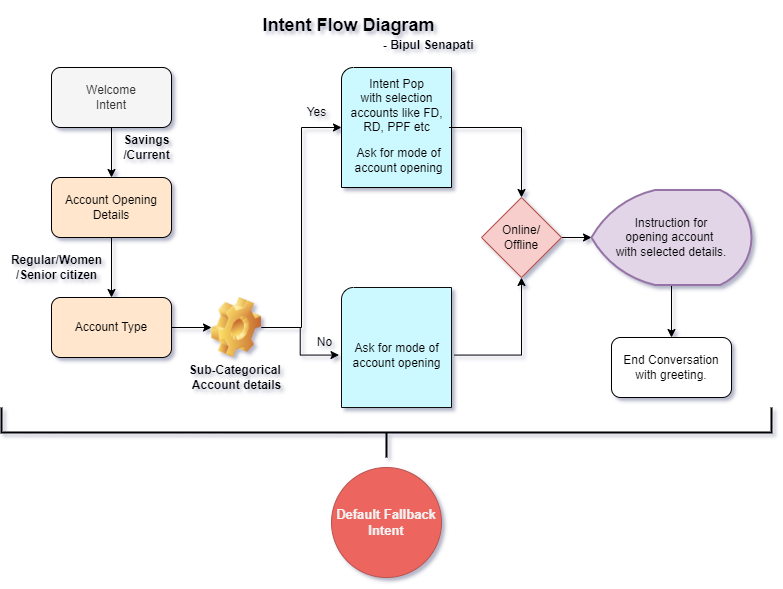 Intent Flow Diagram
- Bipul Senapati
Welcome
Intent
Savings
/Current
Account Opening
Details
Regular/Women
/Senior citizen
Account Type
Sub-Categorical
Account details
Yes
Intent Pop
with selection
accounts like FD,
RD, PPF etc
Ask for mode of
account opening
No
Ask for mode of
account opening
Online/
Offline
Instruction for
opening account
with selected details.
End Conversation
with greeting.
Default Fallback
Intent